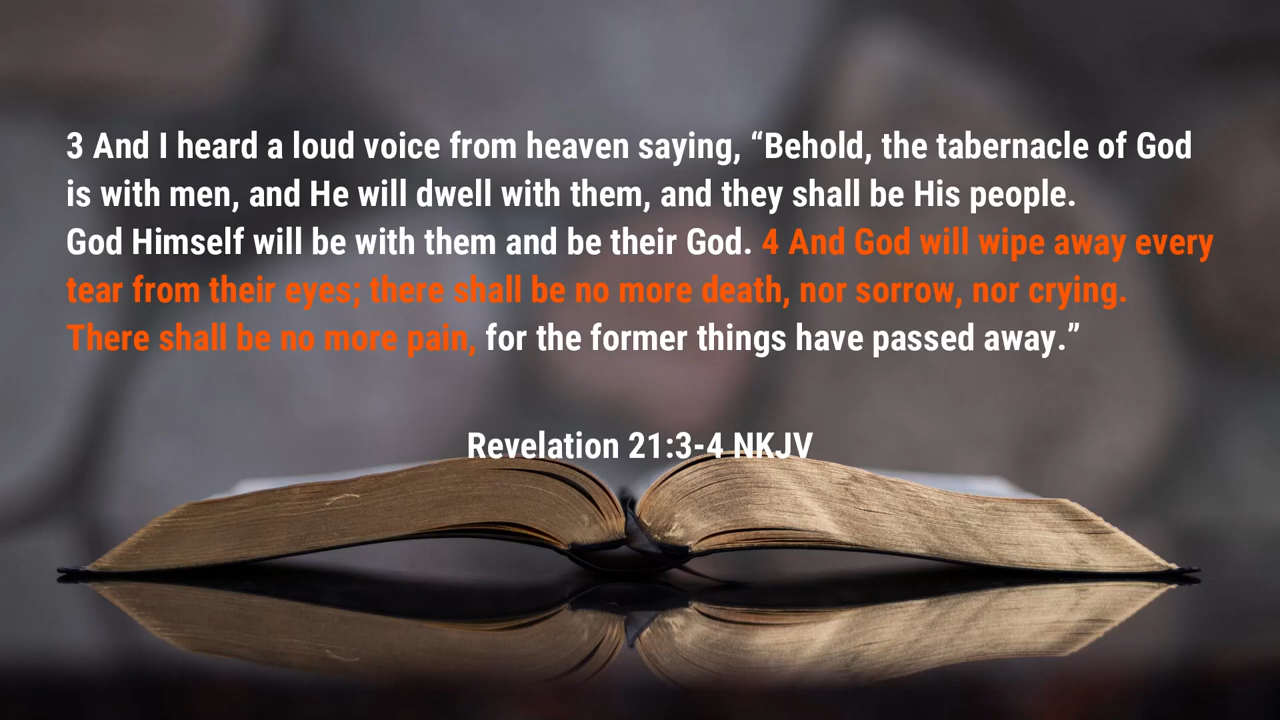 3 And I heard a loud voice from heaven saying, “Behold, the tabernacle of God
is with men, and He will dwell with them, and they shall be His people.
God Himself will be with them and be their God. 4 And God will wipe away every
tear from their eyes; there shall be no more death, nor sorrow, nor crying.
There shall be no more pain, for the former things have passed away.”
Revelation 21:3-4 NKJV